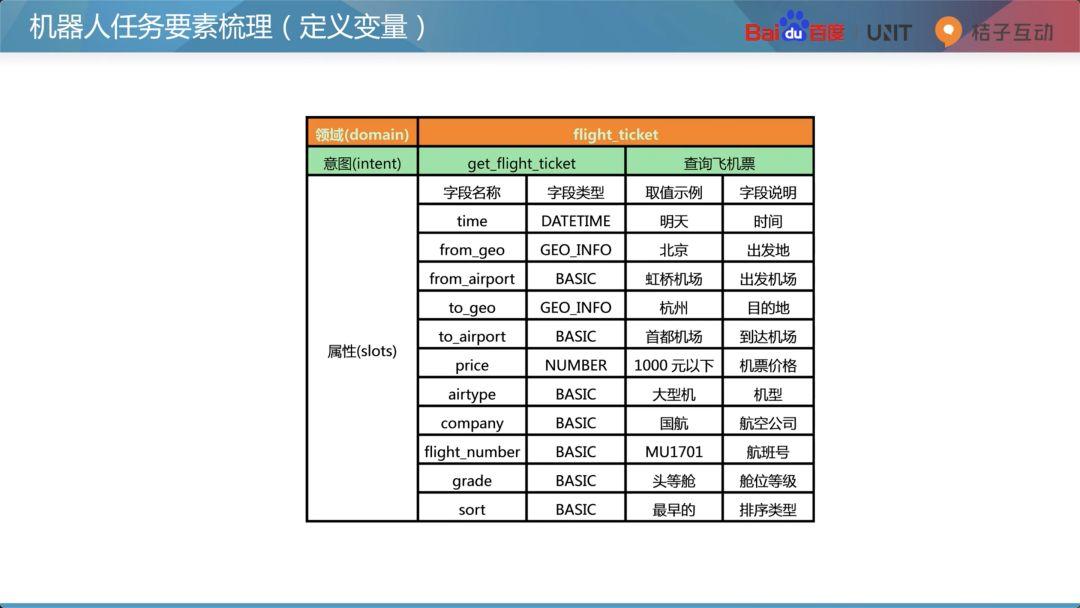 机器人任务要素梳理（定义变量）
Bai du 百度 UNIT 桔子互动
领域(domain) flight_ticket
意图(intent) get_flight_ticket 查询飞机票
字段名称 字段类型 取值示例 字段说明
time DATETIME 明天 时间
from_geo GEO_INFO 北京 出发地
from_airport BASIC 虹桥机场 出发机场
to_geo GEO_INFO 杭州 目的地
属性(slots)
to_airport BASIC 首都机场 到达机场
price NUMBER 1000 元以下 机票价格
airtype BASIC 大型机 机型
company BASIC 国航 航空公司
flight_number BASIC MU1701 航班号
grade BASIC 头等舱 舱位等级
sort BASIC 最早的 排序类型